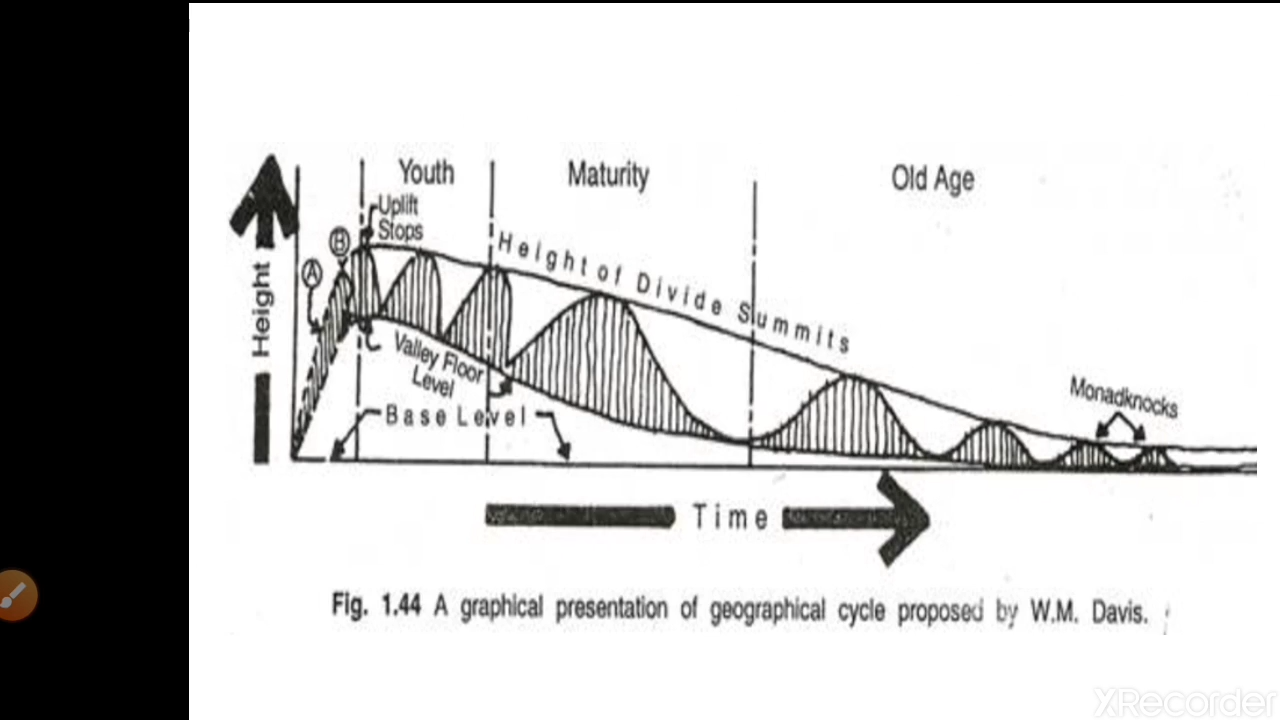 Youth
Maturity
Old Age
Uplift
Stops
B
A
Height
Height of Divide Summits
Valley Floor
Level
Base Level
Monadknocks
Time
Fig. 1.44 A graphical presentation of geographical cycle proposed by W.M. Davis.
XRecorder